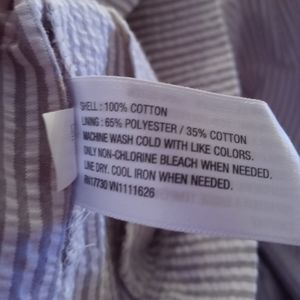 SHELL : 100% COTTON
LINING : 65% POLYESTER / 35% COTTON
MACHINE WASH COLD WITH LIKE COLORS.
ONLY NON-CHLORINE BLEACH WHEN NEEDED.
LINE DRY. COOL IRON WHEN NEEDED.
RN17730 VN1111626